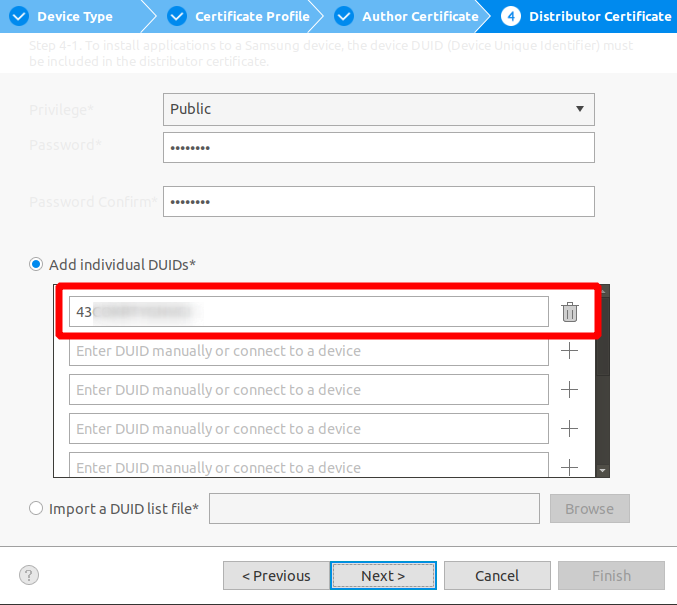 Device Type Certificate Profile Author Certificate 4 Distributor Certificate
Step 4-1. To install applications to a Samsung device, the device DUID (Device Unique Identifier) must
be included in the distributor certificate.
Privilege* Public
Password* ••••••••
Password Confirm* ••••••••
Add individual DUIDs*
43
Enter DUID manually or connect to a device
Enter DUID manually or connect to a device
Enter DUID manually or connect to a device
Enter DUID manually or connect to a device
Import a DUID list file* Browse
? < Previous Next > Cancel Finish